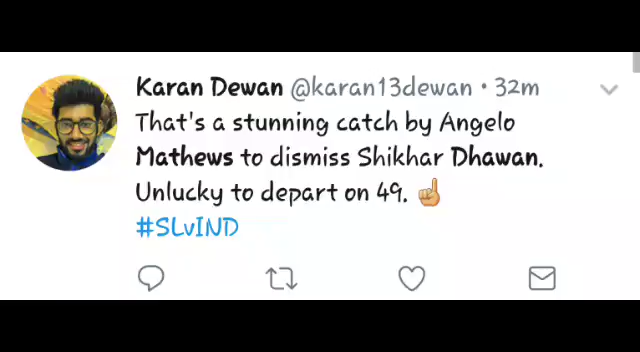 Karan Dewan @karan13dewan • 32m
That's a stunning catch by Angelo
Mathews to dismiss Shikhar Dhawan.
Unlucky to depart on 49. ☝
#SLvIND